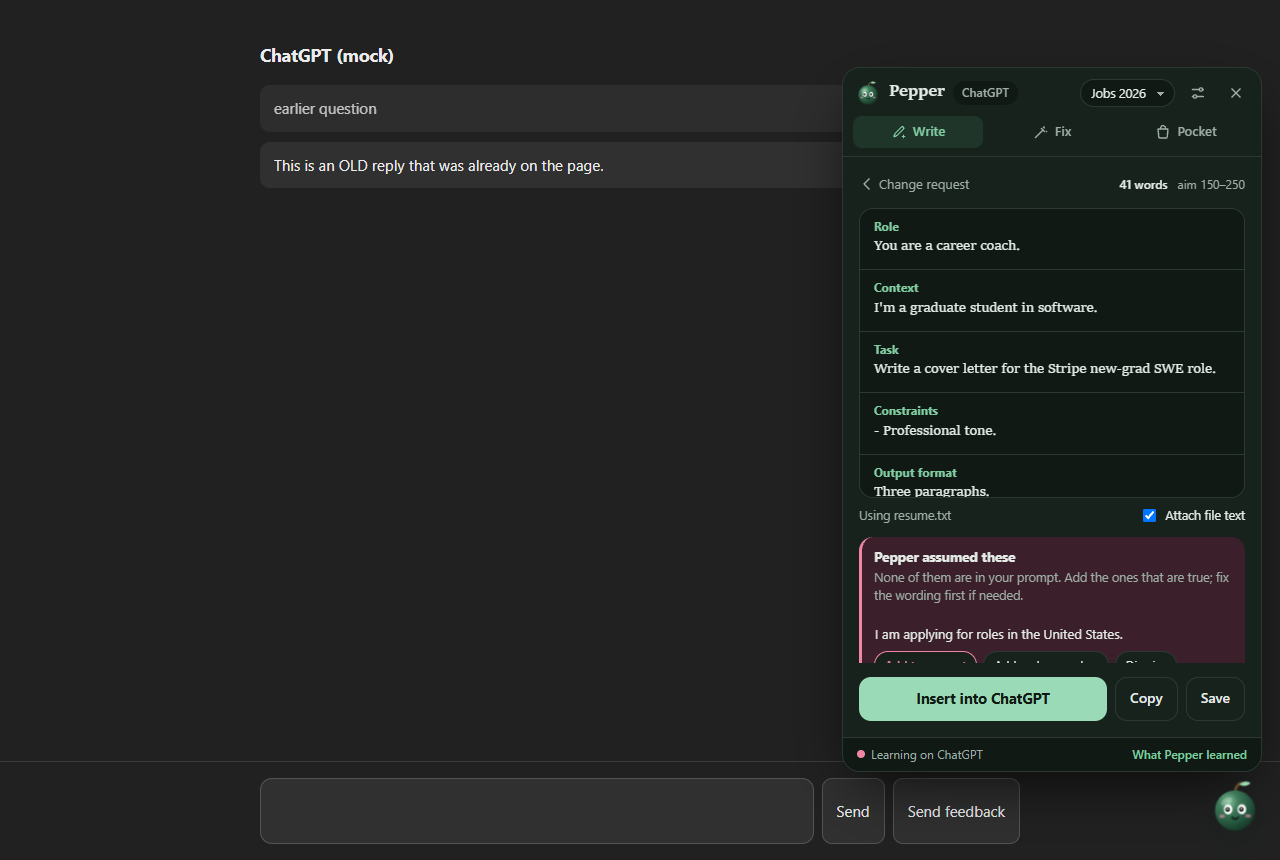 ChatGPT (mock)
earlier question
This is an OLD reply that was already on the page.
Pepper ChatGPT Jobs 2026
Write Fix Pocket
Change request 41 words aim 150–250
Role
You are a career coach.
Context
I'm a graduate student in software.
Task
Write a cover letter for the Stripe new-grad SWE role.
Constraints
- Professional tone.
Output format
Three paragraphs.
Using resume.txt Attach file text
Pepper assumed these
None of them are in your prompt. Add the ones that are true; fix
the wording first if needed.
I am applying for roles in the United States.
Insert into ChatGPT Copy Save
Learning on ChatGPT What Pepper learned
Send Send feedback